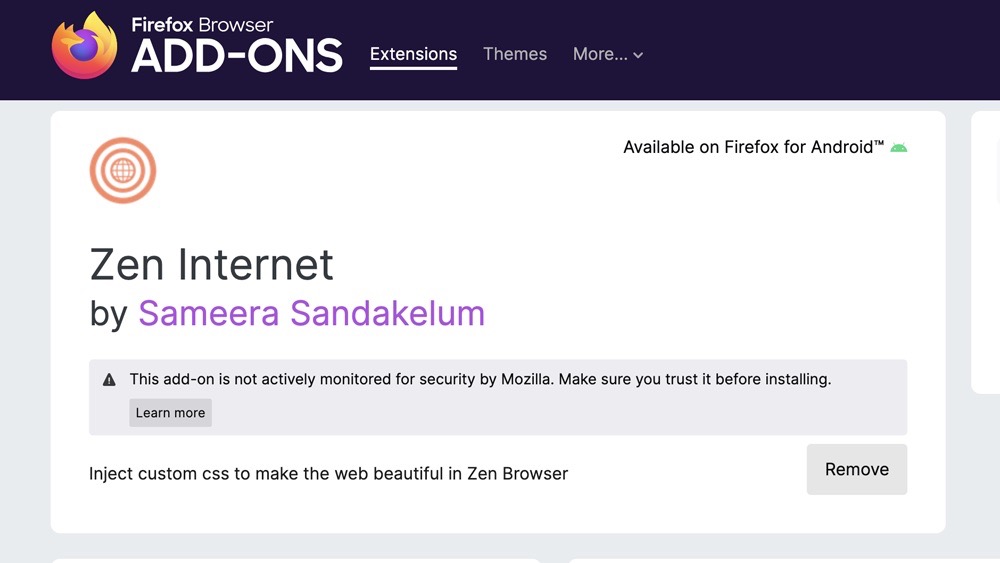 Firefox Browser
ADD-ONS
Extensions Themes More...
Available on Firefox for Android™
Zen Internet
by Sameera Sandakelum
This add-on is not actively monitored for security by Mozilla. Make sure you trust it before installing.
Learn more
Inject custom css to make the web beautiful in Zen Browser
Remove